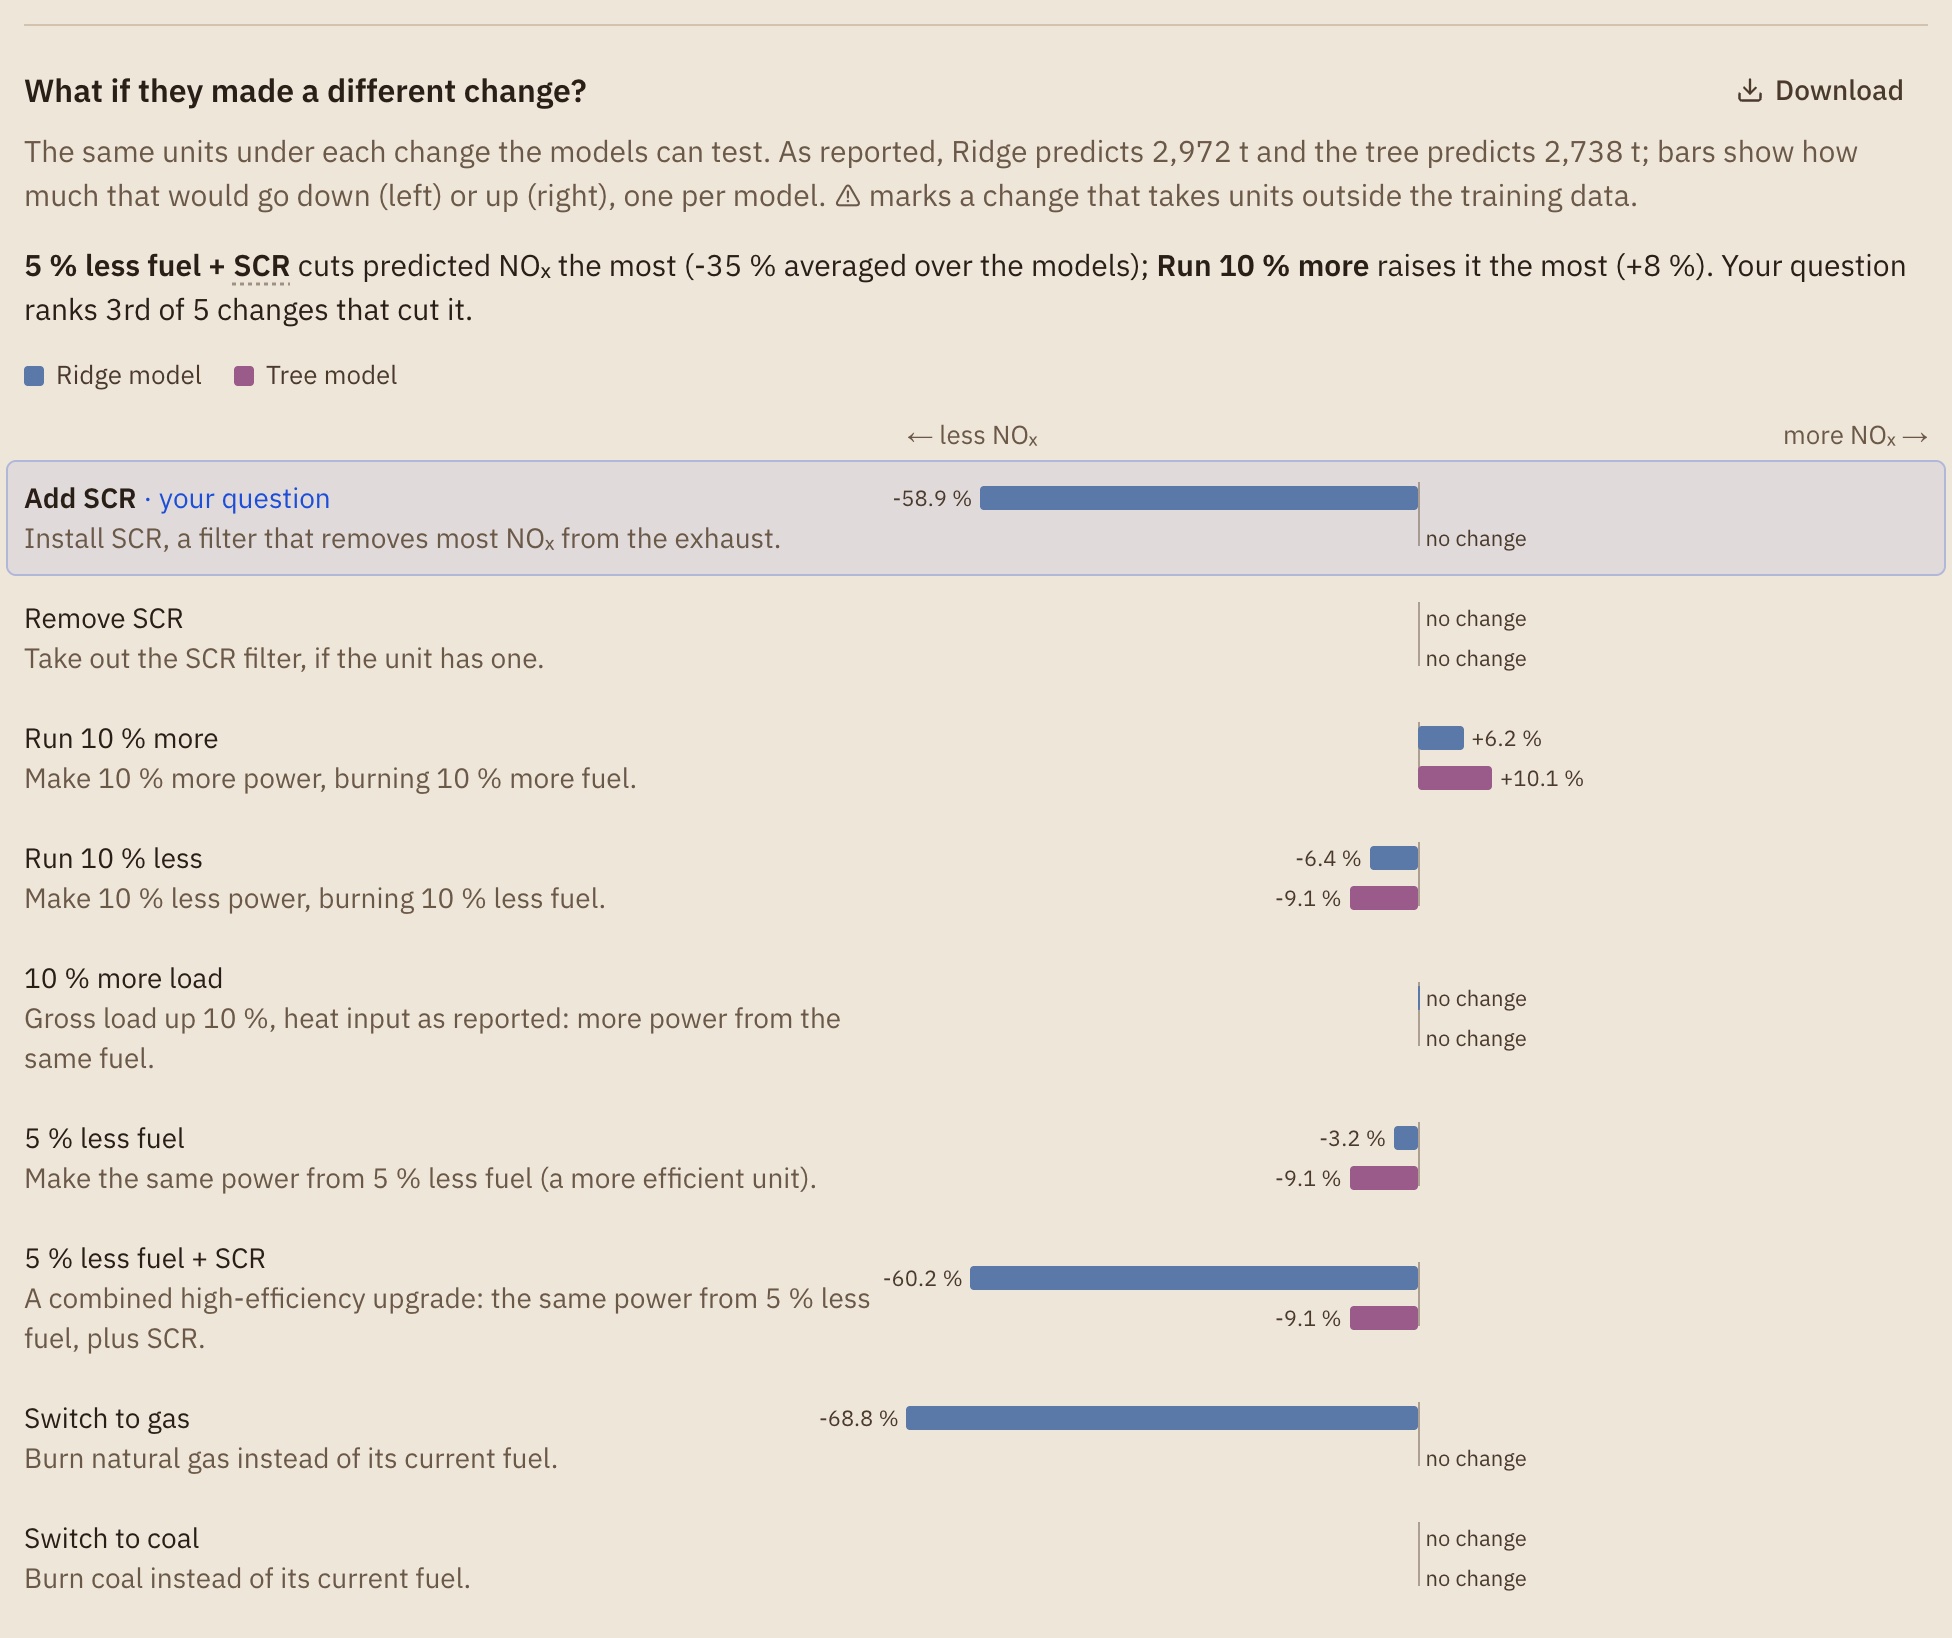 What if they made a different change?
Download
The same units under each change the models can test. As reported, Ridge predicts 2,972 t and the tree predicts 2,738 t; bars show how
much that would go down (left) or up (right), one per model. ⚠ marks a change that takes units outside the training data.
5 % less fuel + SCR cuts predicted NOₓ the most (-35 % averaged over the models); Run 10 % more raises it the most (+8 %). Your question
ranks 3rd of 5 changes that cut it.
Ridge model
Tree model
← less NOₓ
more NOₓ →
Add SCR · your question
-58.9 %
Install SCR, a filter that removes most NOₓ from the exhaust.
no change
Remove SCR
no change
Take out the SCR filter, if the unit has one.
no change
Run 10 % more
+6.2 %
Make 10 % more power, burning 10 % more fuel.
+10.1 %
Run 10 % less
-6.4 %
Make 10 % less power, burning 10 % less fuel.
-9.1 %
10 % more load
no change
Gross load up 10 %, heat input as reported: more power from the
same fuel.
no change
5 % less fuel
-3.2 %
Make the same power from 5 % less fuel (a more efficient unit).
-9.1 %
5 % less fuel + SCR
-60.2 %
A combined high-efficiency upgrade: the same power from 5 % less
fuel, plus SCR.
-9.1 %
Switch to gas
-68.8 %
Burn natural gas instead of its current fuel.
no change
Switch to coal
no change
Burn coal instead of its current fuel.
no change